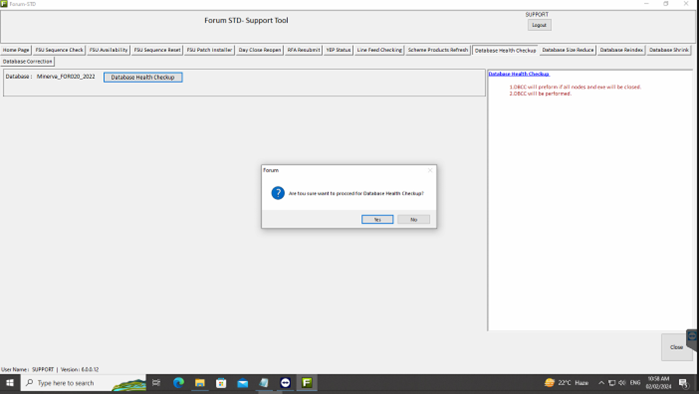 Forum-STD
SUPPORT
Forum STD- Support Tool
Logout
Home Page FSU Sequence Check FSU Availability FSU Sequence Reset FSU Patch Installer Day Close Reopen RFA Resubmit YEP Status Line Feed Checking Scheme Products Refresh Database Health Checkup Database Size Reduce Database Reindex Database Shrink
Database Correction
Database : Minerva_FOR020_2022 Database Health Checkup
Database Health Checkup
1.DBCC will preform if all nodes and exe will be closed.
2.DBCC will be performed.
Forum
Are You sure want to proceed for Database Health Checkup?
Yes No
Close
User Name : SUPPORT | Version : 6.0.0.12
Type here to search
22°C Haze
ENG
10:58 AM
02/02/2024